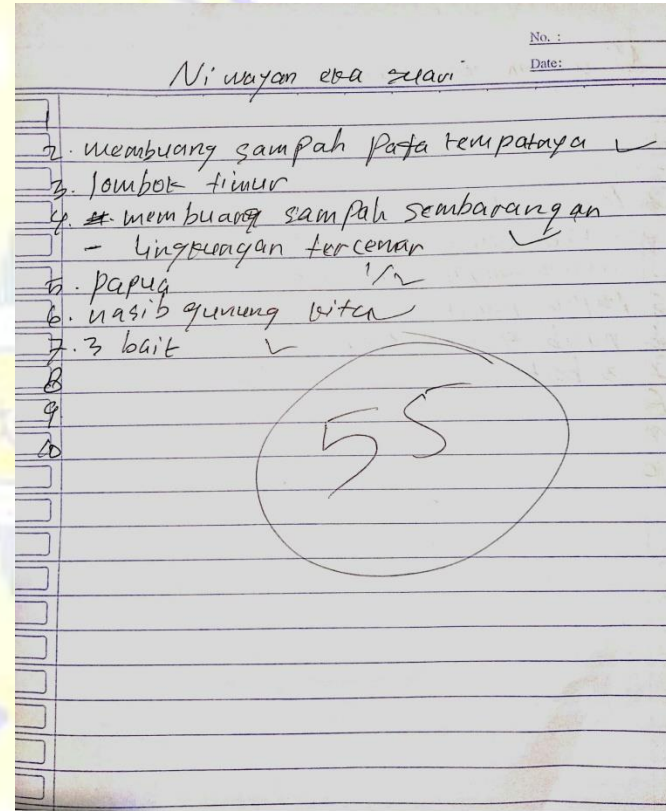 No. :
Date:
Ni wayan eka suari
1
2. membuang sampah pada tempatnya ✓
3. lombok timur
4. - membuang sampah sembarangan
- lingkungan tercemar ✓
5. papua 1/2
6. nasib gunung kita ✓
7. 3 bait ✓
8
9.
10
55